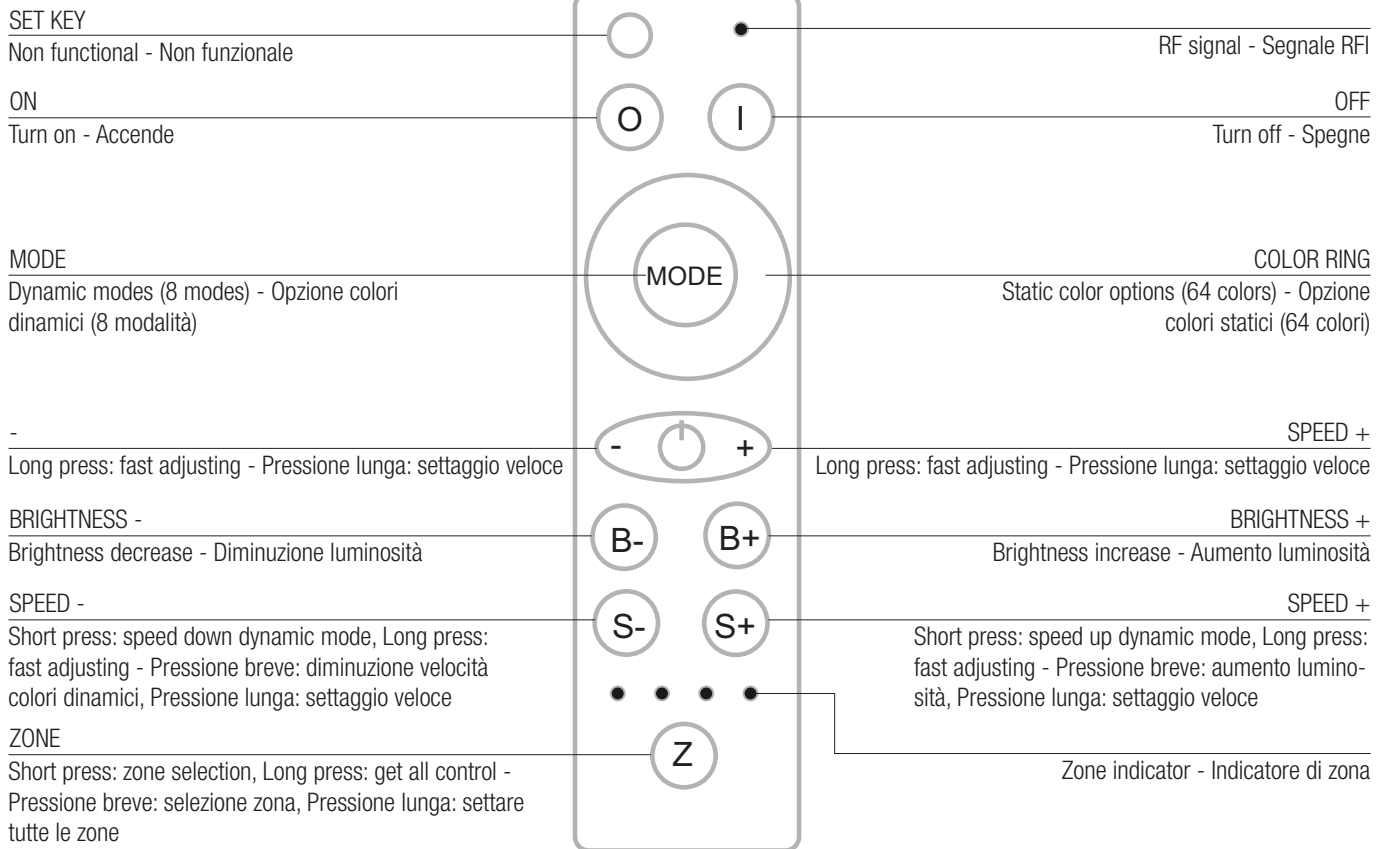 SET KEY
Non functional - Non funzionale
RF signal - Segnale RFI
ON
Turn on - Accende
O
I
OFF
Turn off - Spegne
MODE
Dynamic modes (8 modes) - Opzione colori
dinamici (8 modalità)
MODE
COLOR RING
Static color options (64 colors) - Opzione
colori statici (64 colori)
-
Long press: fast adjusting - Pressione lunga: settaggio veloce
-
+
SPEED +
Long press: fast adjusting - Pressione lunga: settaggio veloce
BRIGHTNESS -
Brightness decrease - Diminuzione luminosità
B-
B+
BRIGHTNESS +
Brightness increase - Aumento luminosità
SPEED -
Short press: speed down dynamic mode, Long press:
fast adjusting - Pressione breve: diminuzione velocità
colori dinamici, Pressione lunga: settaggio veloce
S-
S+
SPEED +
Short press: speed up dynamic mode, Long press:
fast adjusting - Pressione breve: aumento lumino-
sità, Pressione lunga: settaggio veloce
ZONE
Short press: zone selection, Long press: get all control -
Pressione breve: selezione zona, Pressione lunga: settare
tutte le zone
Z
Zone indicator - Indicatore di zona